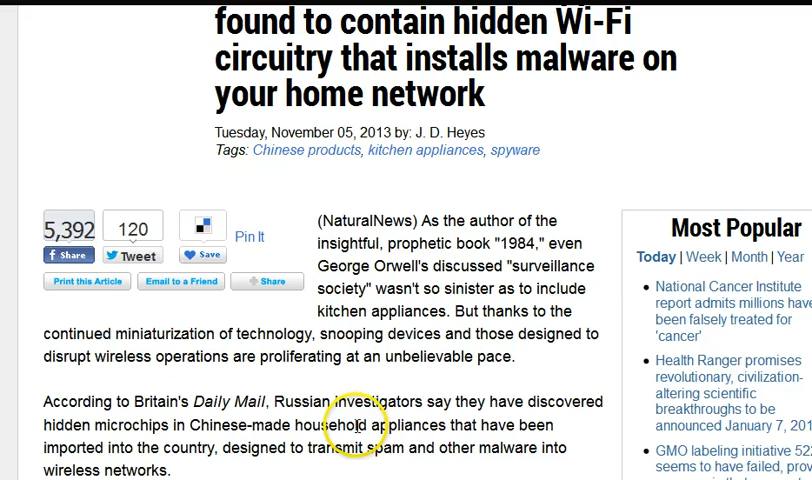 found to contain hidden Wi-Fi
circuitry that installs malware on
your home network
Tuesday, November 05, 2013 by: J. D. Heyes
Tags: Chinese products, kitchen appliances, spyware
5,392
120
Share
Tweet
Save
Pin It
Print this Article
Email to a Friend
Share
(NaturalNews) As the author of the
insightful, prophetic book "1984," even
George Orwell's discussed "surveillance
society" wasn't so sinister as to include
kitchen appliances. But thanks to the
continued miniaturization of technology, snooping devices and those designed to
disrupt wireless operations are proliferating at an unbelievable pace.
According to Britain's Daily Mail, Russian investigators say they have discovered
hidden microchips in Chinese-made household appliances that have been
imported into the country, designed to transmit spam and other malware into
wireless networks.
Most Popular
Today | Week | Month | Year
National Cancer Institute
report admits millions have
been falsely treated for
'cancer'
Health Ranger promises
revolutionary, civilization-
altering scientific
breakthroughs to be
announced January 7, 201
GMO labeling initiative 522
seems to have failed, prov